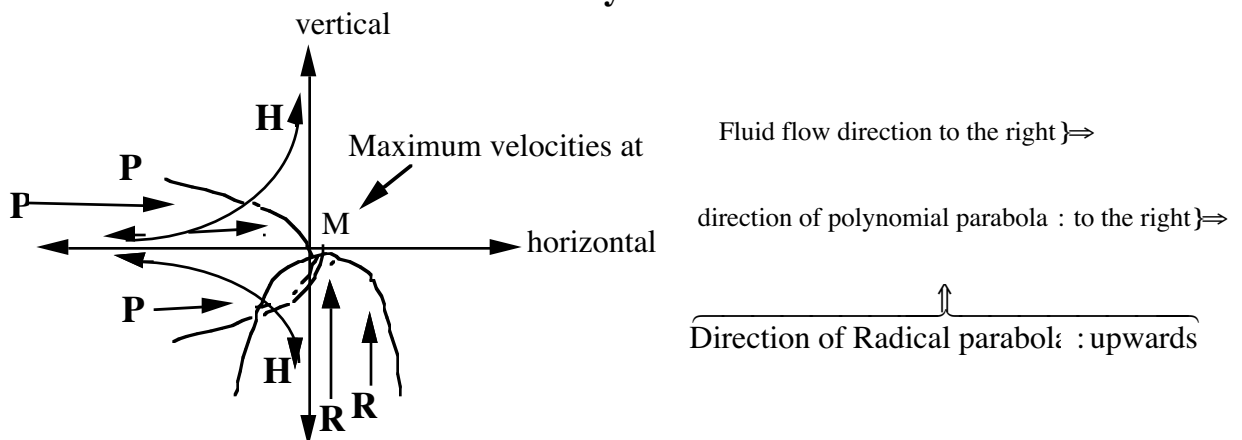 vertical
H
Maximum velocities at
P
P
M
horizontal
P
H
R
R
Fluid flow direction to the right }⇒
direction of polynomial parabola : to the right }⇒
⇑
Direction of Radical parabola : upwards